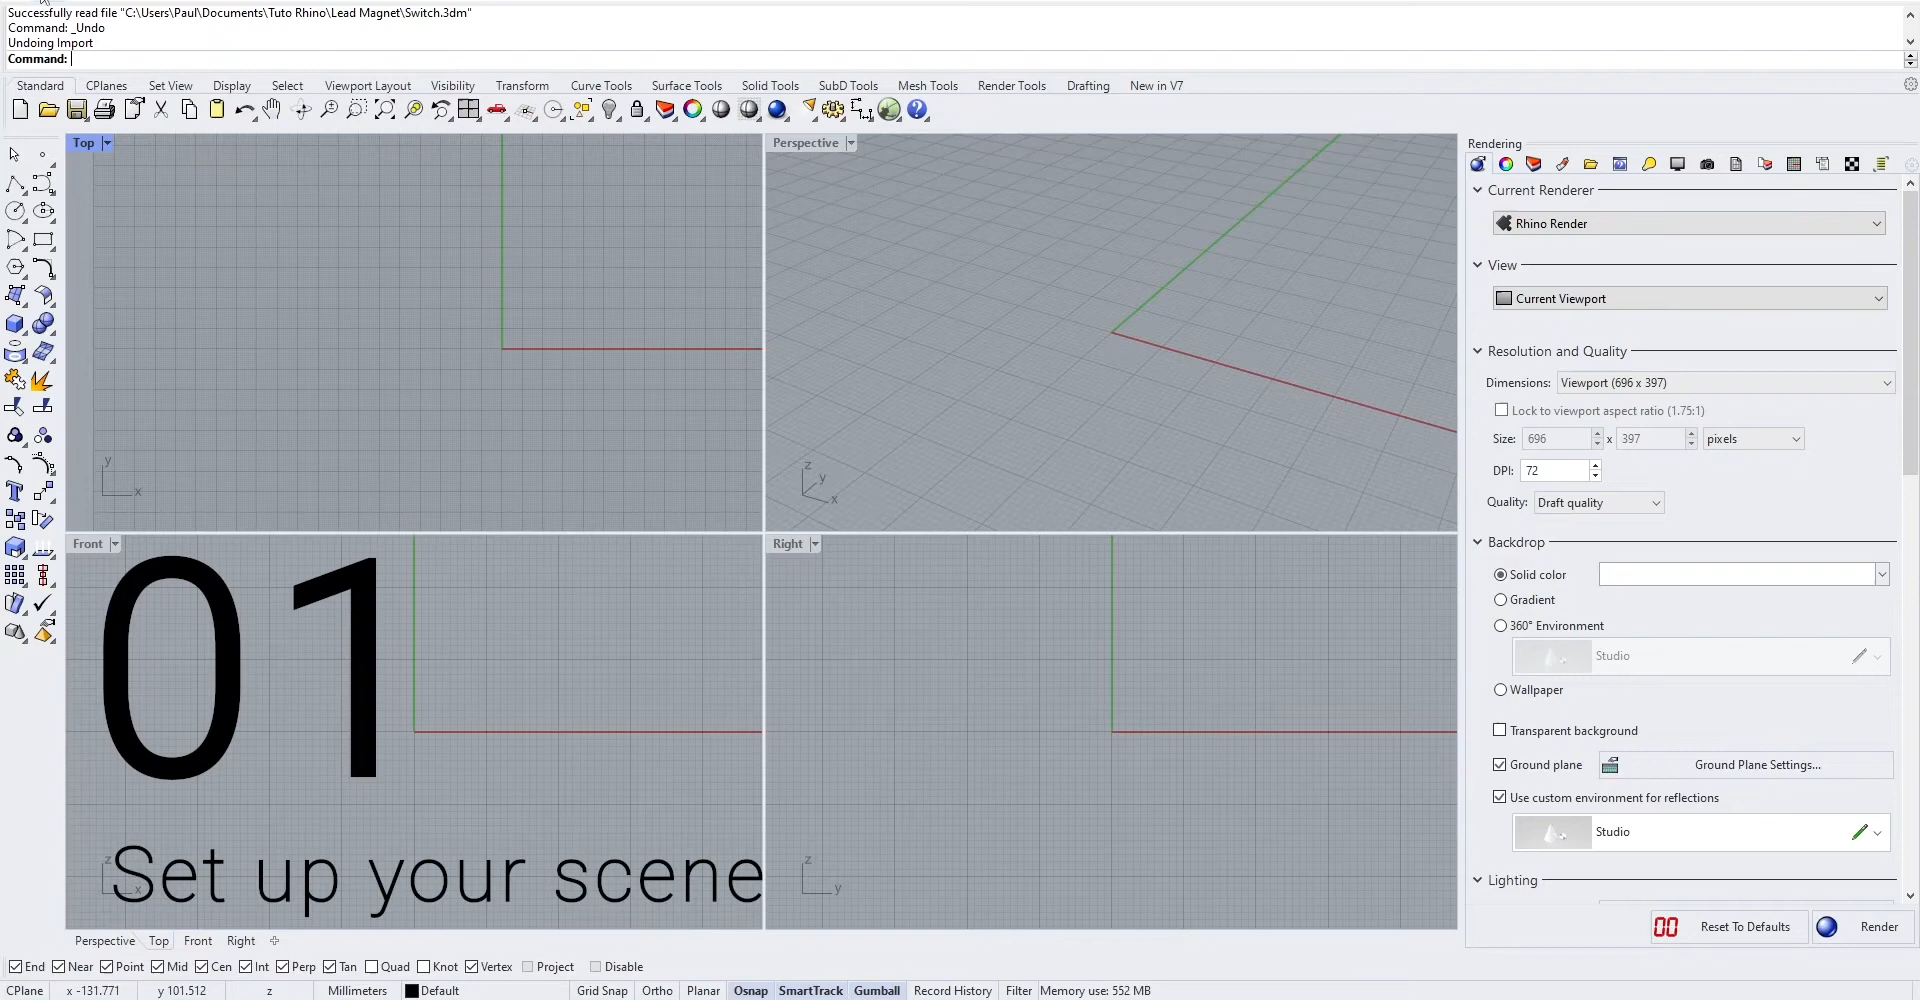 Successfully read file "C:\Users\Paul\Documents\Tuto Rhino\Lead Magnet\Switch.3dm"
Command: _Undo
Undoing Import
Command:
Standard CPlanes Set View Display Select Viewport Layout Visibility Transform Curve Tools Surface Tools Solid Tools SubD Tools Mesh Tools Render Tools Drafting New in V7
Top Perspective
Rendering
Current Renderer
Rhino Render
View
Current Viewport
Resolution and Quality
Dimensions: Viewport (696 x 397)
Lock to viewport aspect ratio (1.75:1)
Size: 696 x 397 pixels
DPI: 72
Quality: Draft quality
y
x
z
y
x
Front Right
01
Set up your scene
z
x
z
y
Backdrop
Solid color
Gradient
360° Environment
Studio
Wallpaper
Transparent background
Ground plane Ground Plane Settings...
Use custom environment for reflections
Studio
Lighting
Reset To Defaults Render
Perspective Top Front Right
End Near Point Mid Cen Int Perp Tan Quad Knot Vertex Project Disable
CPlane x -131.771 y 101.512 z Millimeters Default Grid Snap Ortho Planar Osnap SmartTrack Gumball Record History Filter Memory use: 552 MB